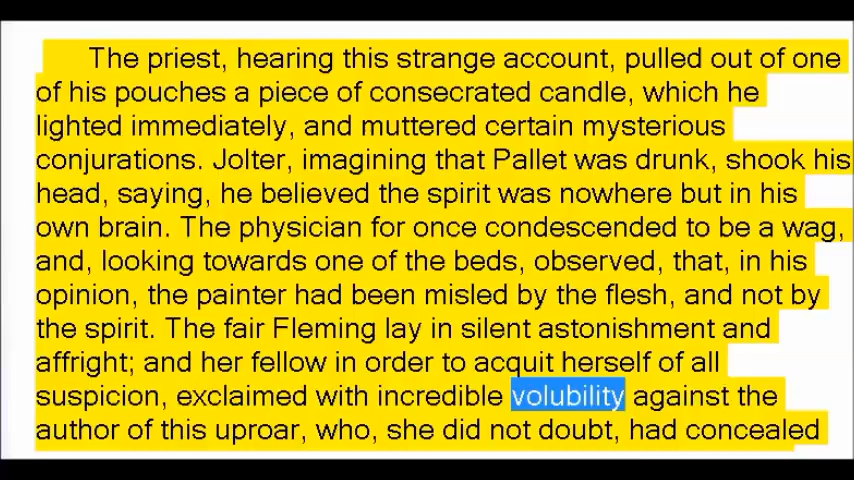 The priest, hearing this strange account, pulled out of one
of his pouches a piece of consecrated candle, which he
lighted immediately, and muttered certain mysterious
conjurations. Jolter, imagining that Pallet was drunk, shook his
head, saying, he believed the spirit was nowhere but in his
own brain. The physician for once condescended to be a wag,
and, looking towards one of the beds, observed, that, in his
opinion, the painter had been misled by the flesh, and not by
the spirit. The fair Fleming lay in silent astonishment and
affright; and her fellow in order to acquit herself of all
suspicion, exclaimed with incredible volubility against the
author of this uproar, who, she did not doubt, had concealed